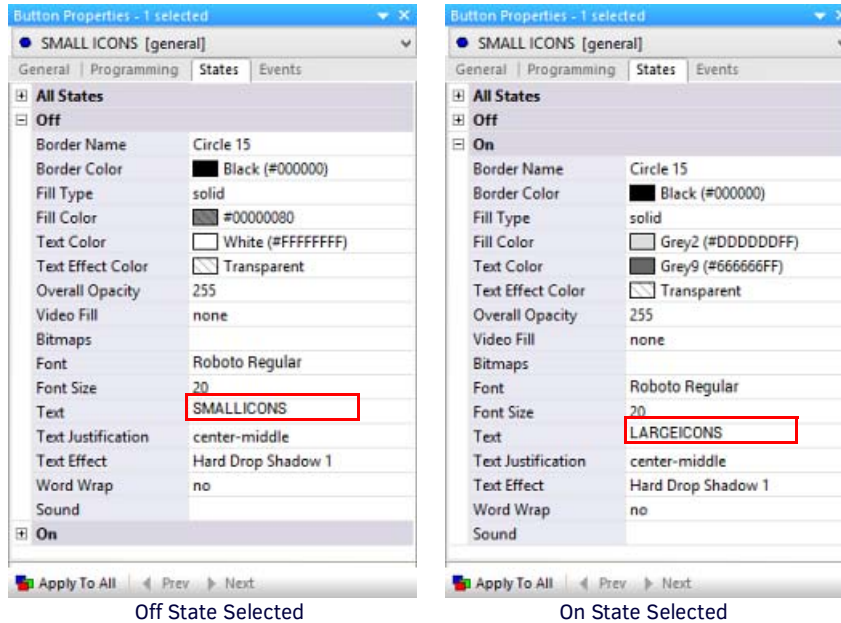 Button Properties - 1 selected
SMALL ICONS [general]
General | Programming States Events
All States
Off
Border Name Circle 15
Border Color Black (#000000)
Fill Type solid
Fill Color #00000080
Text Color White (#FFFFFFFF)
Text Effect Color Transparent
Overall Opacity 255
Video Fill none
Bitmaps
Font Roboto Regular
Font Size 20
Text SMALLICONS
Text Justification center-middle
Text Effect Hard Drop Shadow 1
Word Wrap no
Sound
On
Apply To All Prev Next
Off State Selected
Button Properties - 1 selected
SMALL ICONS [general]
General | Programming States Events
All States
Off
On
Border Name Circle 15
Border Color Black (#000000)
Fill Type solid
Fill Color Grey2 (#DDDDDDFF)
Text Color Grey9 (#666666FF)
Text Effect Color Transparent
Overall Opacity 255
Video Fill none
Bitmaps
Font Roboto Regular
Font Size 20
Text LARGEICONS
Text Justification center-middle
Text Effect Hard Drop Shadow 1
Word Wrap no
Sound
Apply To All Prev Next
On State Selected